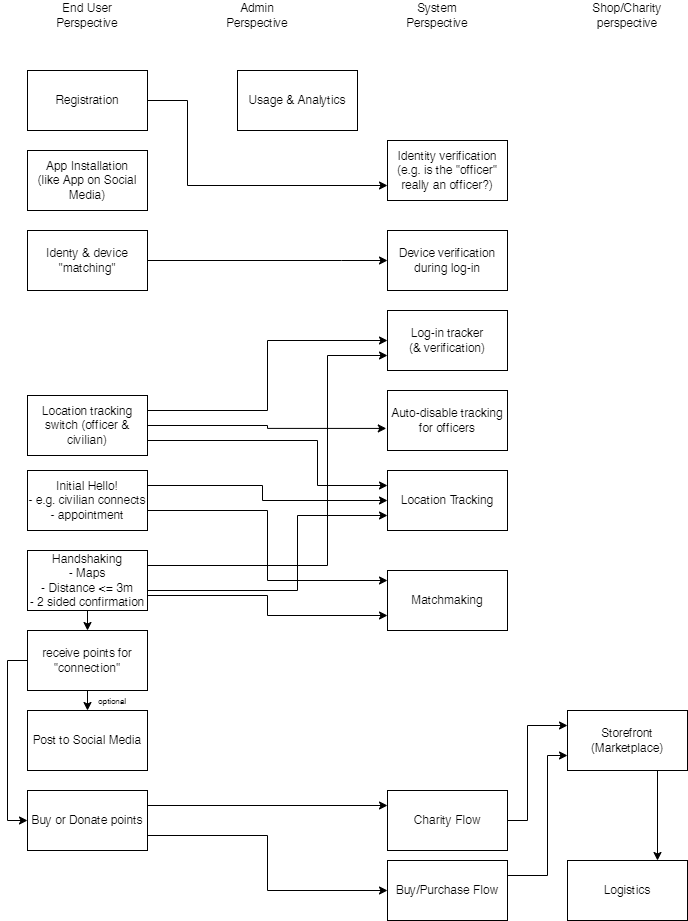 End User
Perspective
Admin
Perspective
System
Perspective
Shop/Charity
perspective
Registration
Usage & Analytics
App Installation
(like App on Social
Media)
Identity verification
(e.g. is the "officer"
really an officer?)
Identy & device
"matching"
Device verification
during log-in
Log-in tracker
(& verification)
Location tracking
switch (officer &
civilian)
Auto-disable tracking
for officers
Initial Hello!
- e.g. civilian connects
- appointment
Location Tracking
Handshaking
- Maps
- Distance <= 3m
- 2 sided confirmation
Matchmaking
receive points for
"connection"
optional
Post to Social Media
Storefront
(Marketplace)
Buy or Donate points
Charity Flow
Buy/Purchase Flow
Logistics